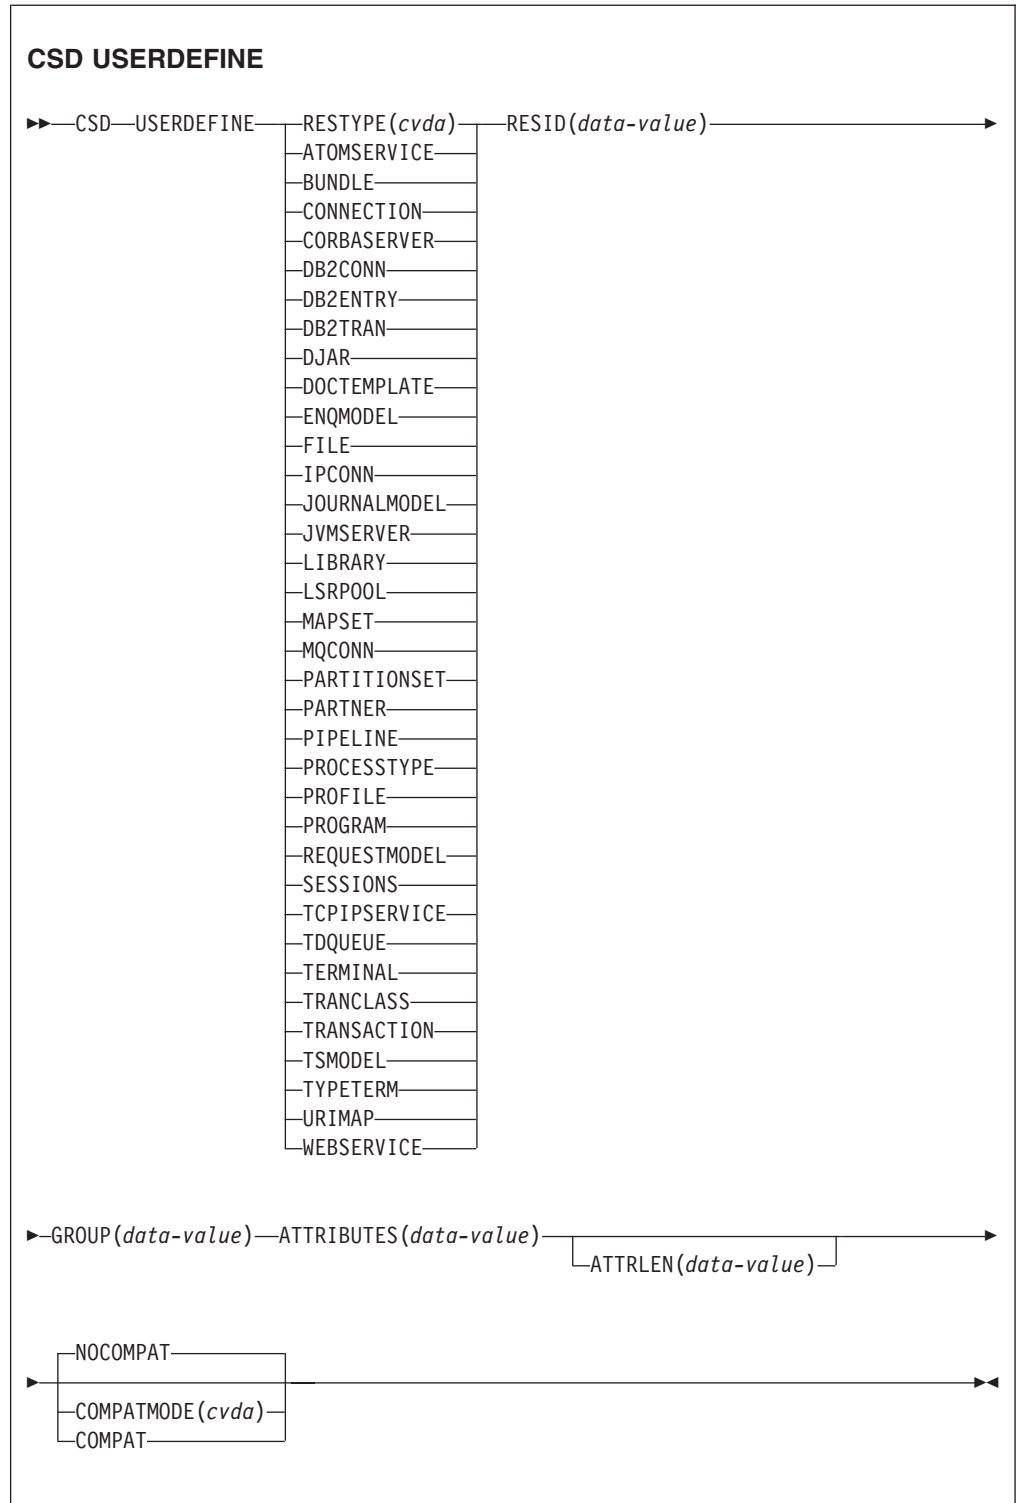 CSD USERDEFINE
CSD USERDEFINE RESTYPE(cvda) RESID(data-value)
ATOMSERVICE
BUNDLE
CONNECTION
CORBASERVER
DB2CONN
DB2ENTRY
DB2TRAN
DJAR
DOCTEMPLATE
ENQMODEL
FILE
IPCONN
JOURNALMODEL
JVMSERVER
LIBRARY
LSRPOOL
MAPSET
MQCONN
PARTITIONSET
PARTNER
PIPELINE
PROCESSTYPE
PROFILE
PROGRAM
REQUESTMODEL
SESSIONS
TCPIPSERVICE
TDQUEUE
TERMINAL
TRANCLASS
TRANSACTION
TSMODEL
TYPETERM
URIMAP
WEBSERVICE
GROUP(data-value) ATTRIBUTES(data-value)
ATTRLEN(data-value)
NOCOMPAT
COMPATMODE(cvda)
COMPAT